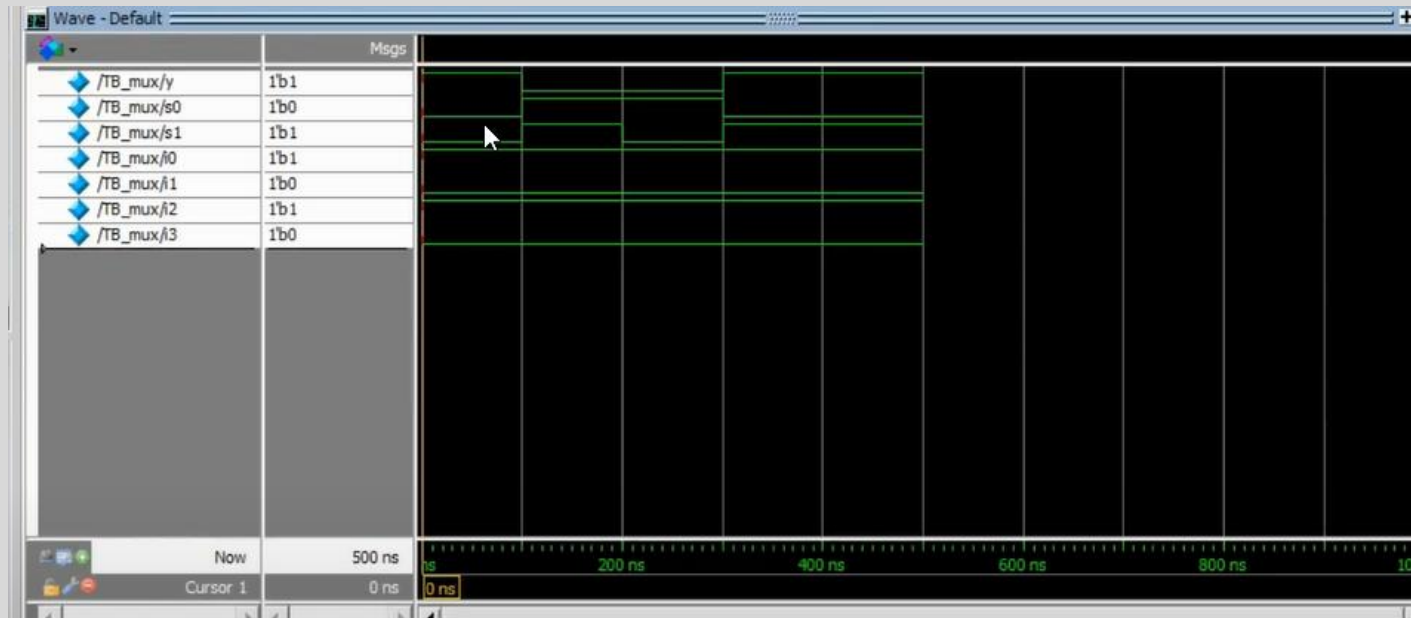 Wave - Default
Msgs
/TB_mux/y 1'b1
/TB_mux/s0 1'b0
/TB_mux/s1 1'b1
/TB_mux/i0 1'b1
/TB_mux/i1 1'b0
/TB_mux/i2 1'b1
/TB_mux/i3 1'b0
Now 500 ns
ns 200 ns 400 ns 600 ns 800 ns 10
Cursor 1 0 ns 0 ns